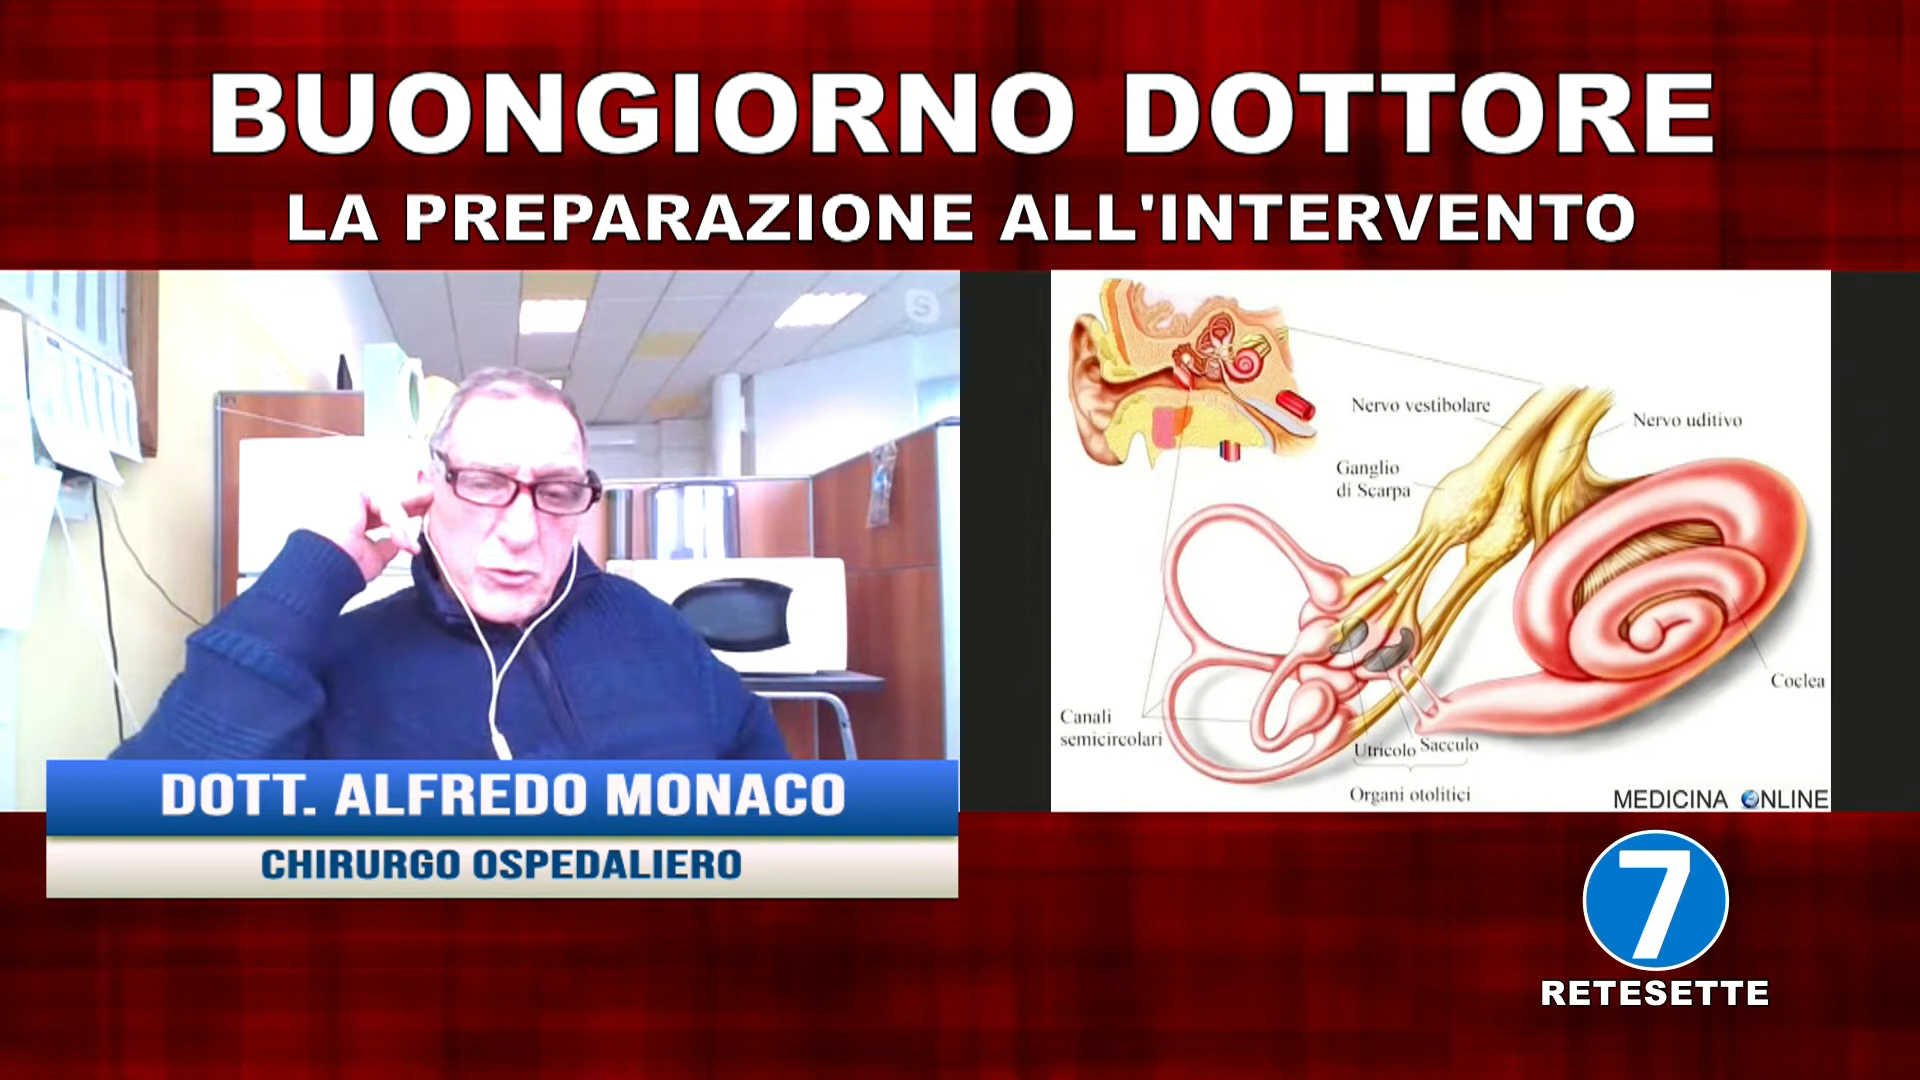 BUONGIORNO DOTTORE
LA PREPARAZIONE ALL'INTERVENTO
S
DOTT. ALFREDO MONACO
CHIRURGO OSPEDALIERO
Nervo vestibolare
Nervo uditivo
Ganglio
di Scarpa
Coclea
Canali
semicircolari
Utricolo Sacculo
Organi otolitici
MEDICINA ONLINE
7
RETESETTE